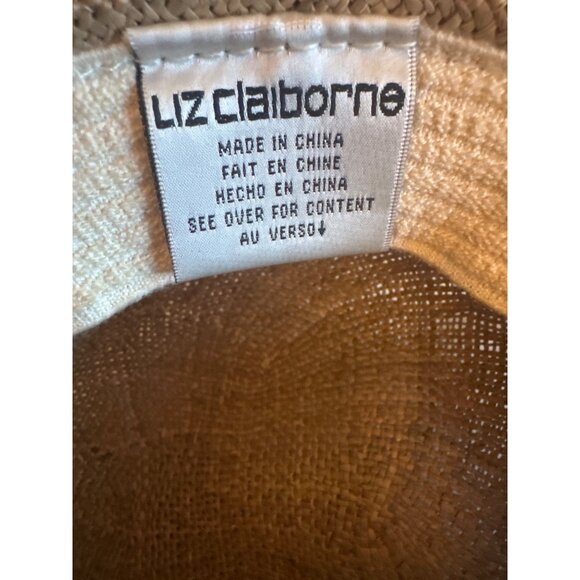 Liz claiborne
MADE IN CHINA
FAIT EN CHINE
HECHO EN CHINA
SEE OVER FOR CONTENT
AU VERSO↓